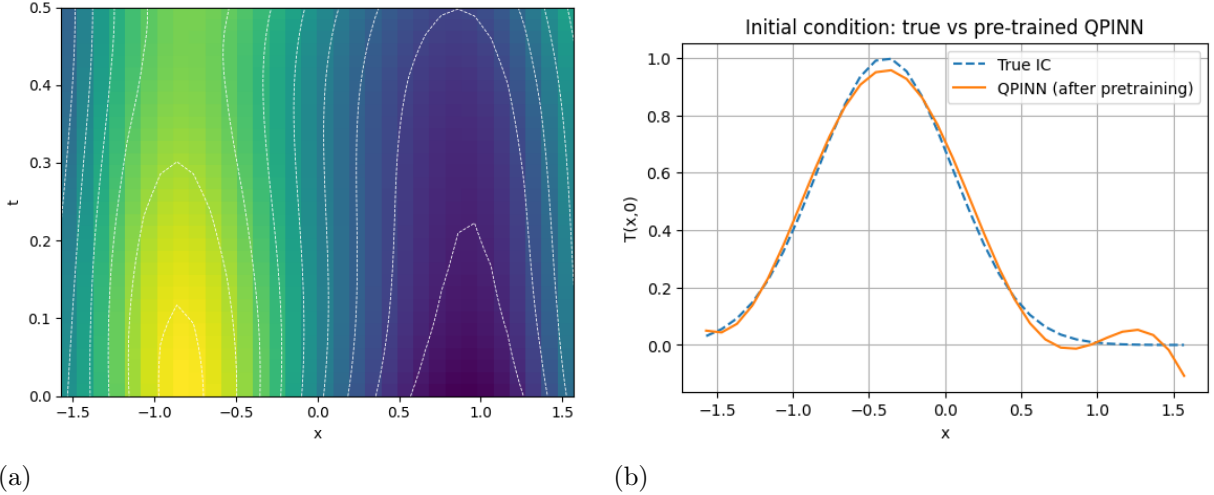 0.5
0.4
0.3
0.2
0.1
0.0
t
−1.5 −1.0 −0.5 0.0 0.5 1.0 1.5
x
(a)
Initial condition: true vs pre-trained QPINN
True IC
QPINN (after pretraining)
1.0
0.8
0.6
0.4
0.2
0.0
T(x,0)
−1.5 −1.0 −0.5 0.0 0.5 1.0 1.5
x
(b)